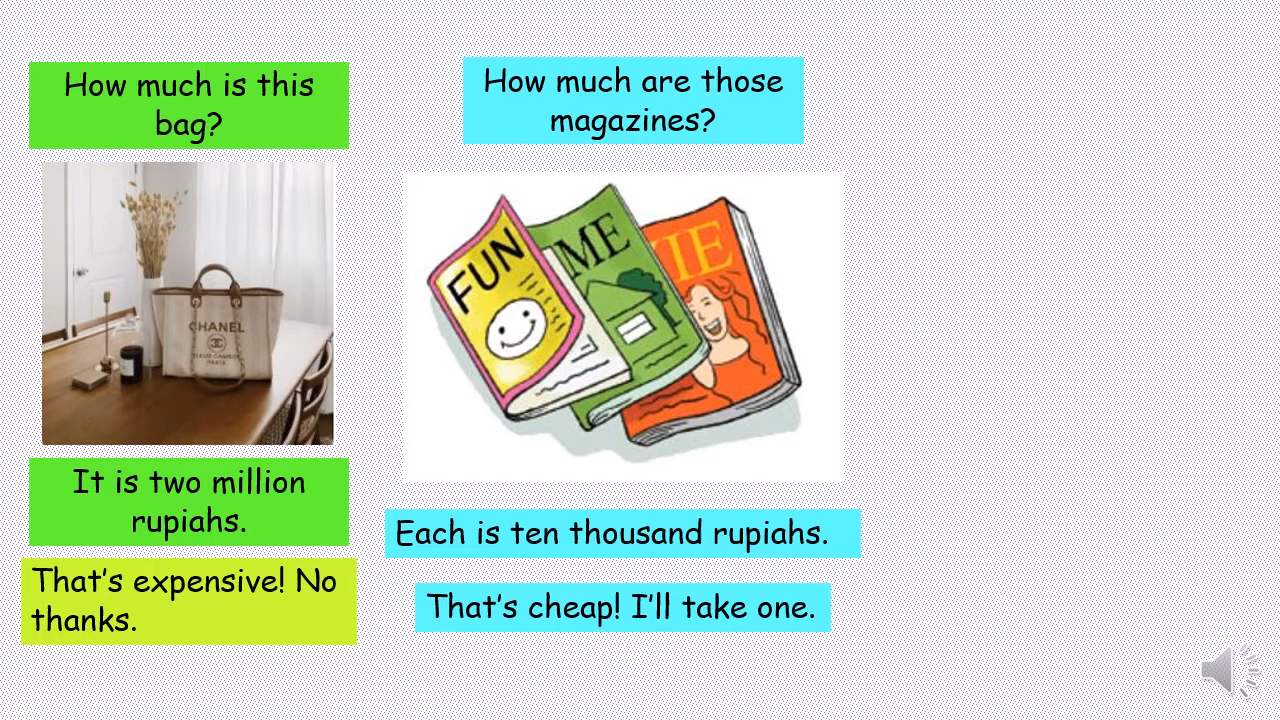 How much is this
bag?
CHANEL
PARIS
It is two million
rupiahs.
That's expensive! No
thanks.
How much are those
magazines?
FUN
ME
IE
Each is ten thousand rupiahs.
That's cheap! I'll take one.